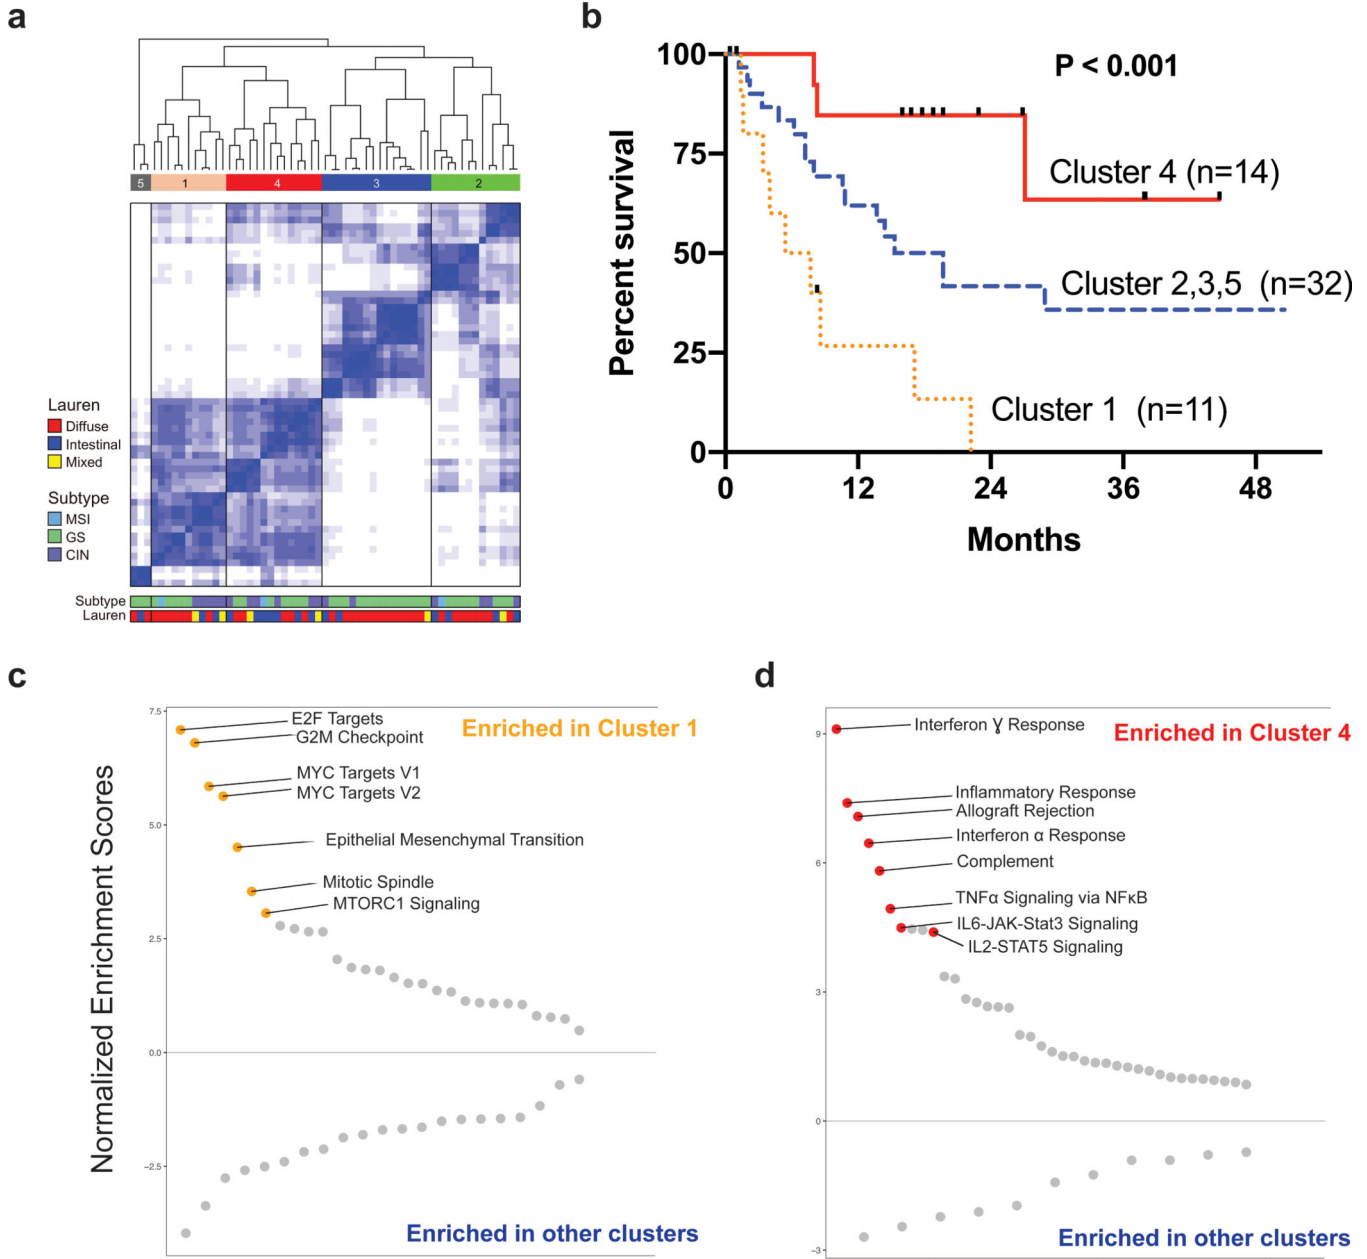 a
5 1 4 3 2
Lauren
Diffuse
Intestinal
Mixed
Subtype
MSI
GS
CIN
Subtype
Lauren
b
P < 0.001
100
75
50
25
0
Percent survival
Cluster 4 (n=14)
Cluster 2,3,5 (n=32)
Cluster 1 (n=11)
0 12 24 36 48
Months
c
Normalized Enrichment Scores
7.5
5.0
2.5
0.0
−2.5
Enriched in Cluster 1
E2F Targets
G2M Checkpoint
MYC Targets V1
MYC Targets V2
Epithelial Mesenchymal Transition
Mitotic Spindle
MTORC1 Signaling
Enriched in other clusters
d
9
6
3
0
−3
Interferon Ɣ Response
Enriched in Cluster 4
Inflammatory Response
Allograft Rejection
Interferon α Response
Complement
TNFα Signaling via NFκB
IL6-JAK-Stat3 Signaling
IL2-STAT5 Signaling
Enriched in other clusters